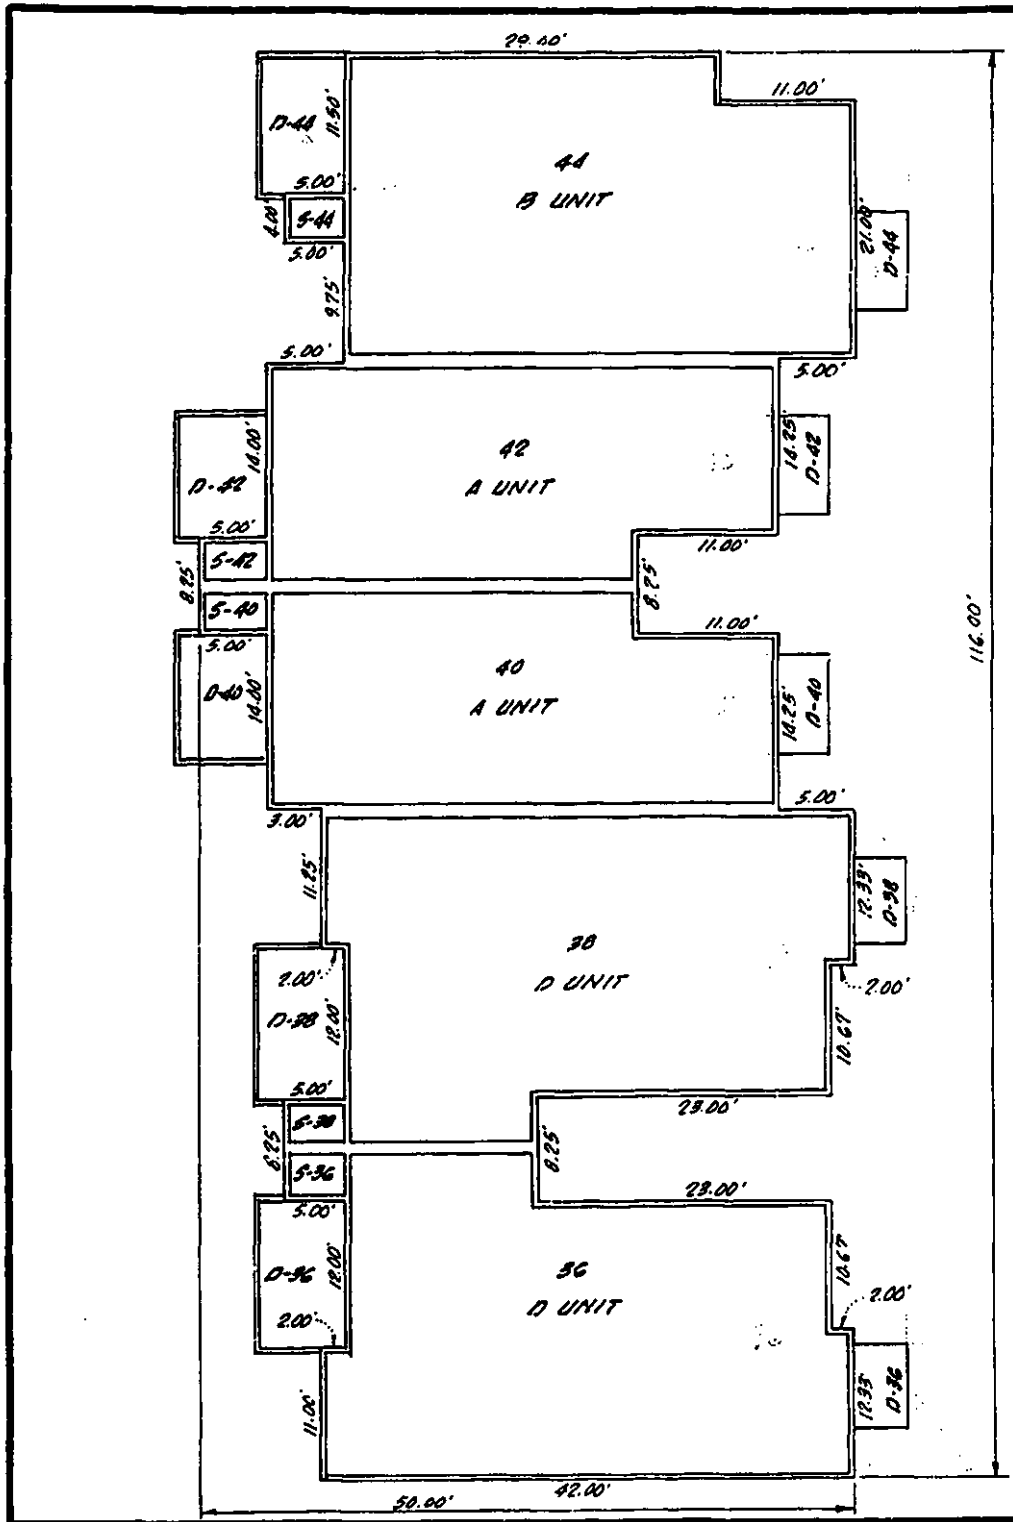 29.00'
11.00'
D-44
11.50'
5.00'
4.00'
S-44
5.00'
44
B UNIT
21.00'
D-44
9.75'
5.00'
5.00'
42
A UNIT
14.00'
D-42
5.00'
S-42
14.25'
D-42
11.00'
8.25'
8.75'
S-40
5.00'
11.00'
40
A UNIT
D-40
14.00'
14.25'
D-40
116.00'
3.00'
5.00'
11.25'
12.33'
D-38
38
D UNIT
2.00'
2.00'
D-38
12.00'
10.67'
5.00'
23.00'
S-38
8.25'
S-36
5.00'
23.00'
D-36
12.00'
36
D UNIT
10.67'
2.00'
2.00'
11.00'
12.33'
D-36
42.00'
50.00'